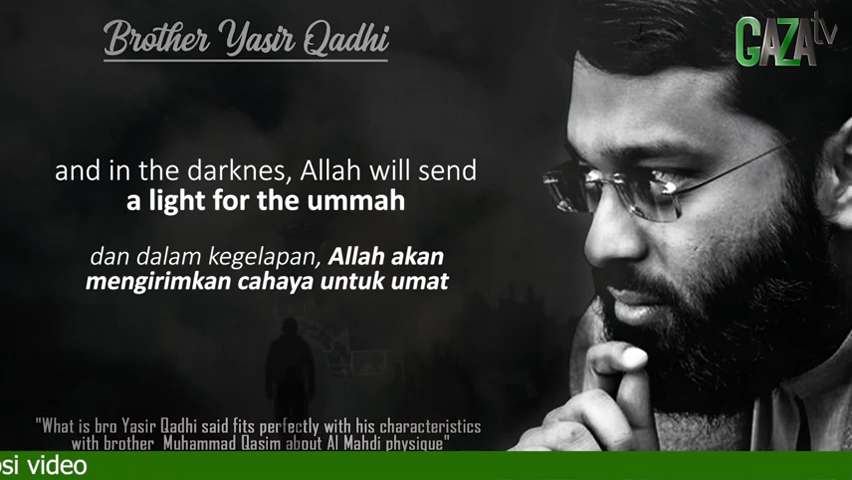 Brother Yasir Qadhi
GAZAtv
and in the darknes, Allah will send
a light for the ummah
dan dalam kegelapan, Allah akan
mengirimkan cahaya untuk umat
"What is bro Yasir Qadhi said fits perfectly with his characteristics
with brother Muhammad Qasim about Al Mahdi physique"
si video